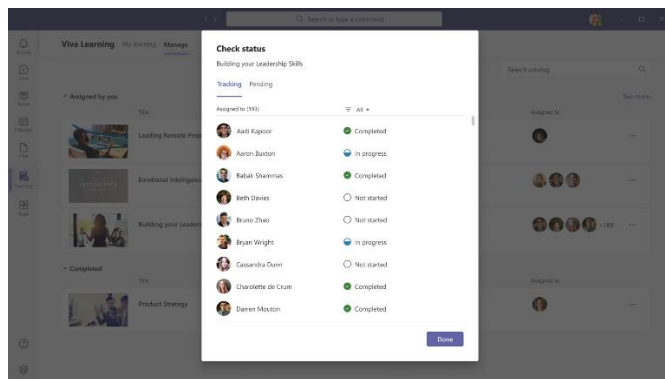 Search or type a command
Viva Learning My learning Manage
Search catalog
Assigned by you
See more
Title
Assigned to
Leading Remote Proj
Emotional Intelligenc
Building your Leaders
+189
Completed
Title
Assigned to
Product Strategy
Check status
Building your Leadership Skills
Tracking Pending
Assigned to (193) All
Aadi Kapoor Completed
Aaron Buxton In progress
Babak Shammas Completed
Beth Davies Not started
Bruno Zhao Not started
Bryan Wright In progress
Cassandra Dunn Not started
Charolette de Crum Completed
Darren Mouton Completed
Done